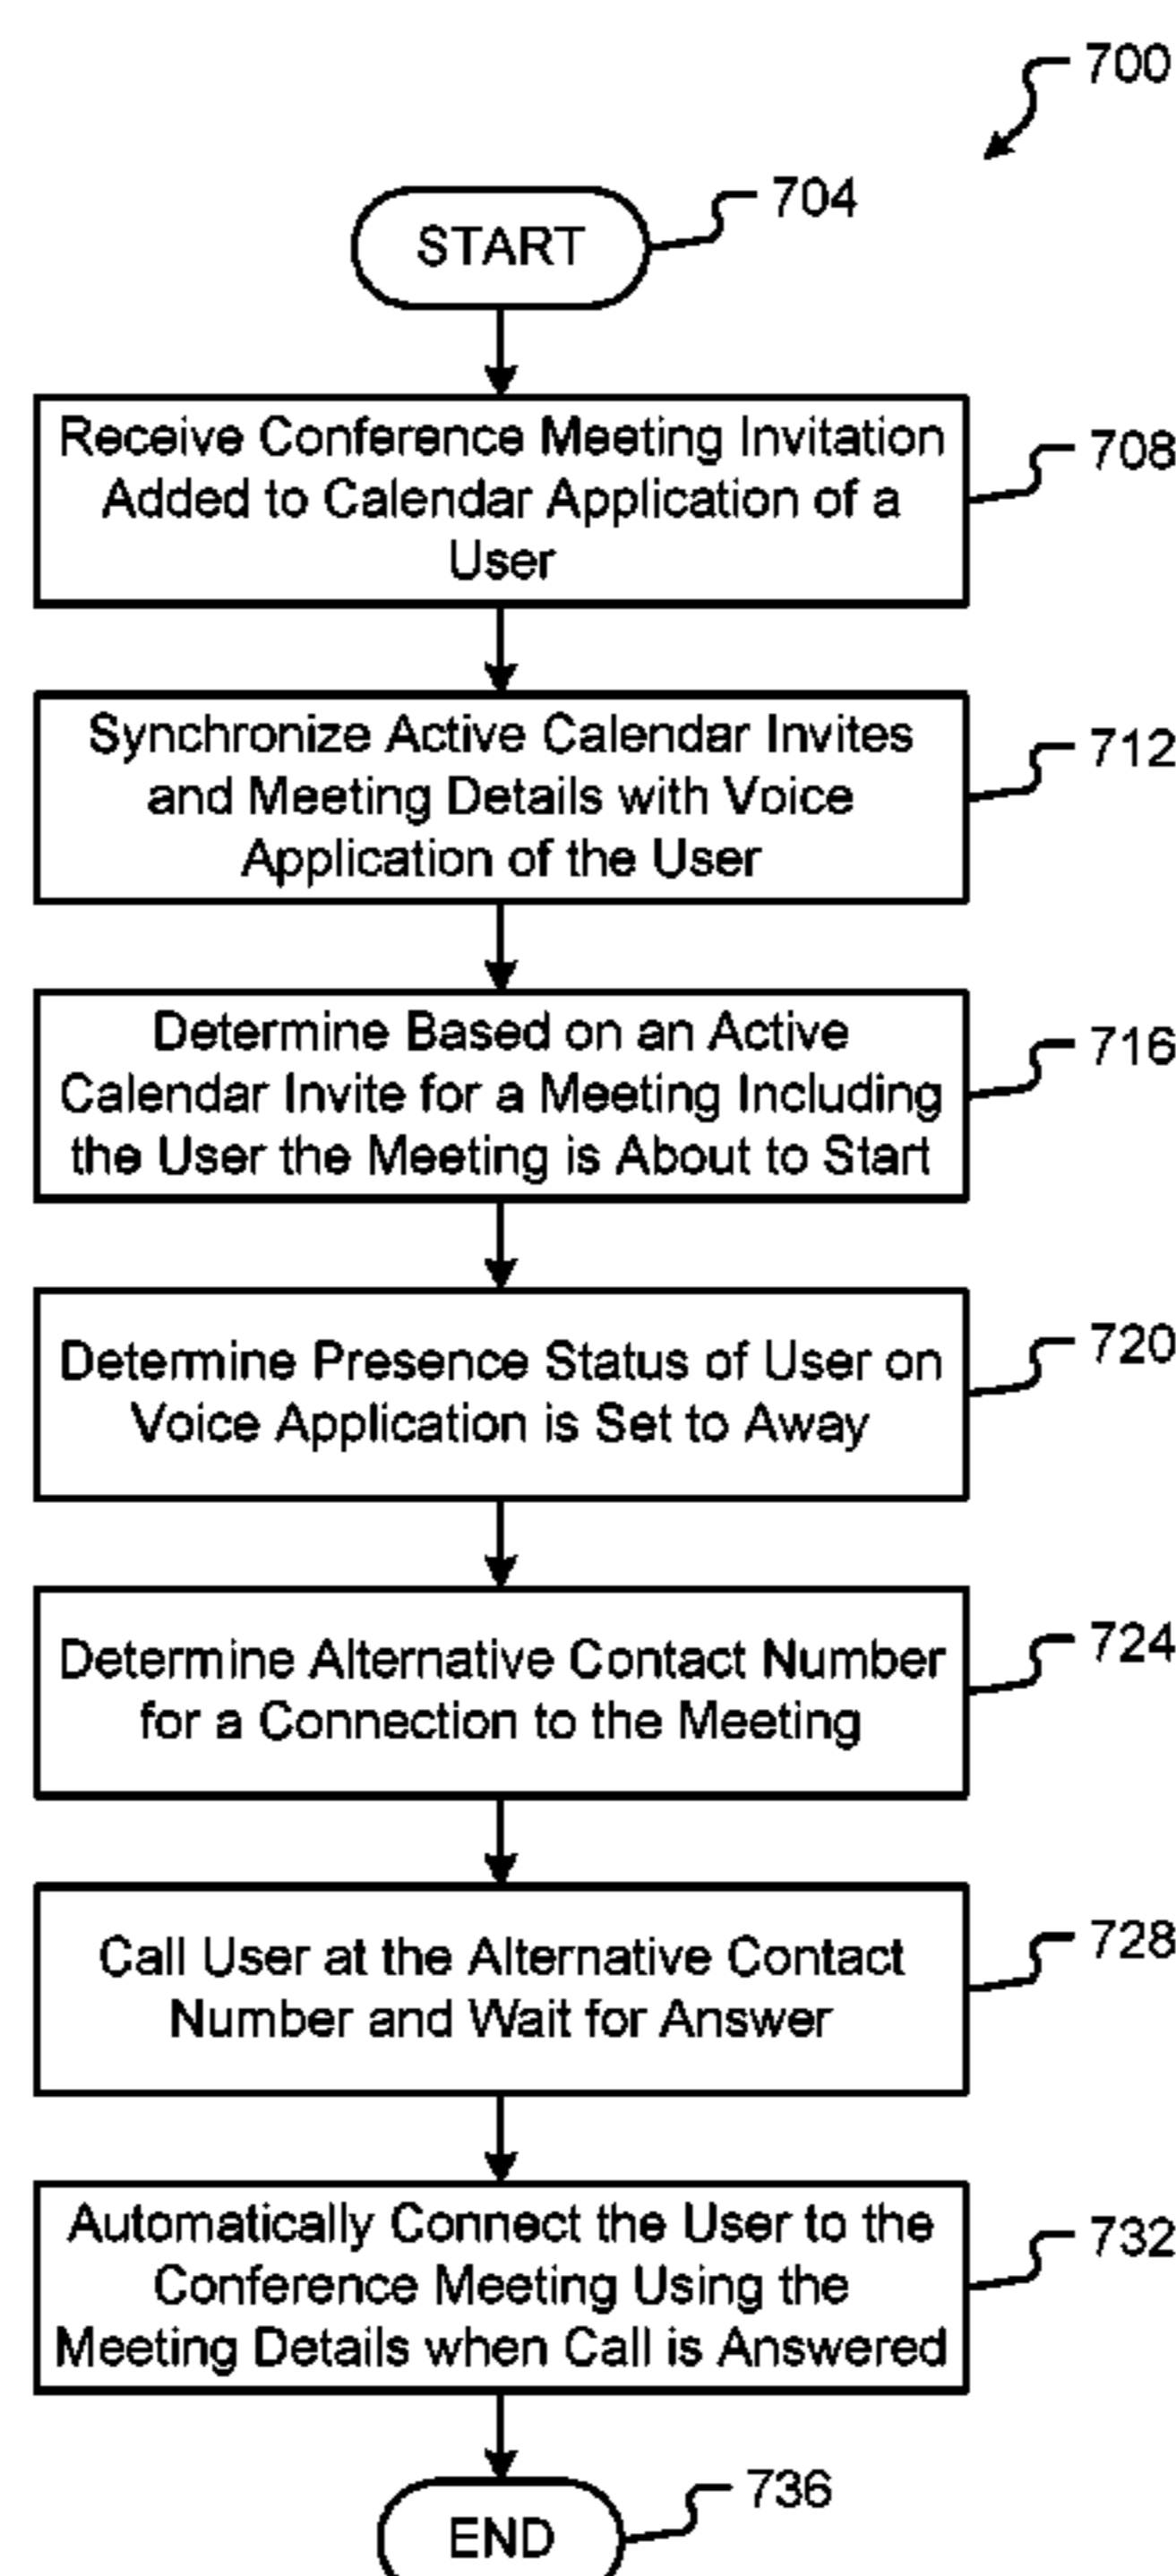 700
704
START
Receive Conference Meeting Invitation
Added to Calendar Application of a
User
708
Synchronize Active Calendar Invites
and Meeting Details with Voice
Application of the User
712
Determine Based on an Active
Calendar Invite for a Meeting Including
the User the Meeting is About to Start
716
Determine Presence Status of User on
Voice Application is Set to Away
720
Determine Alternative Contact Number
for a Connection to the Meeting
724
Call User at the Alternative Contact
Number and Wait for Answer
728
Automatically Connect the User to the
Conference Meeting Using the
Meeting Details when Call is Answered
732
END
736